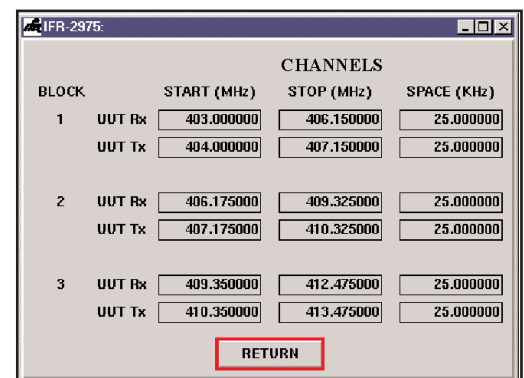 IFR-2975:
CHANNELS
BLOCK START (MHz) STOP (MHz) SPACE (KHz)
1 UUT Rx 403.000000 406.150000 25.000000
UUT Tx 404.000000 407.150000 25.000000
2 UUT Rx 406.175000 409.325000 25.000000
UUT Tx 407.175000 410.325000 25.000000
3 UUT Rx 409.350000 412.475000 25.000000
UUT Tx 410.350000 413.475000 25.000000
RETURN